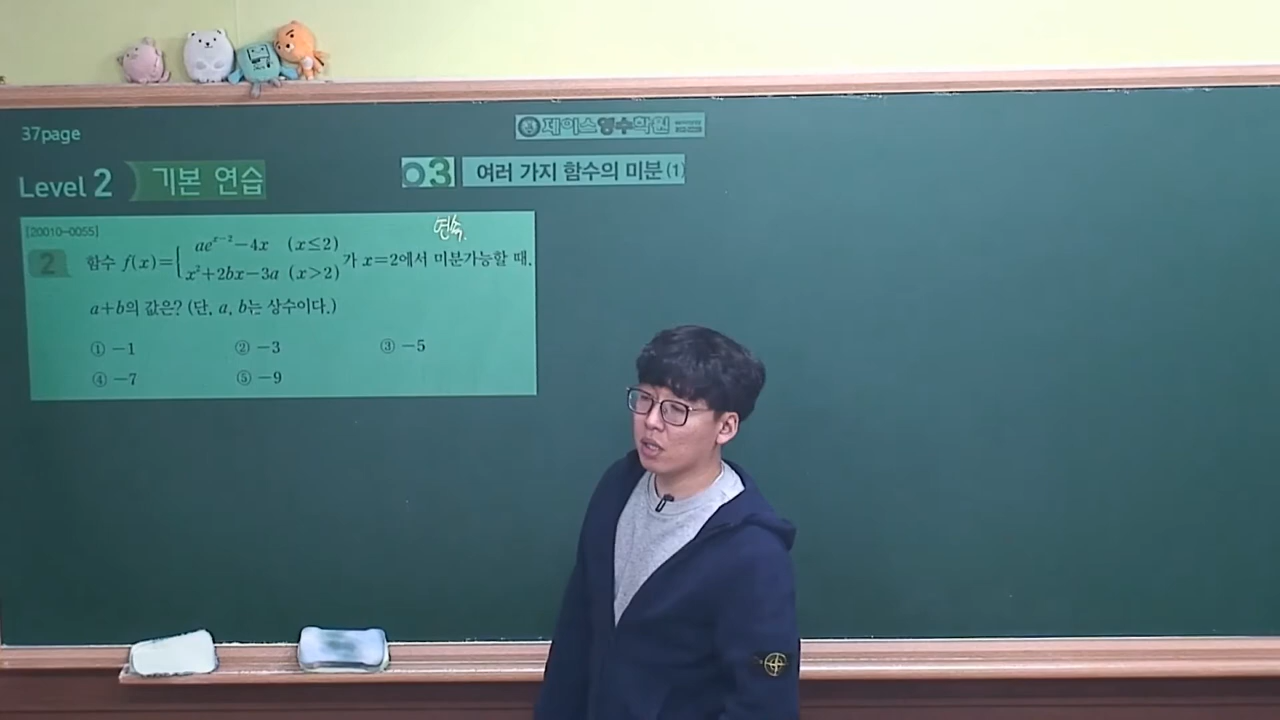 37page
제이스영수학원
Level 2 기본 연습
03 여러 가지 함수의 미분 (1)
[20010-0055]
연속.
2 함수 f(x)={ ae^{x-2}-4x (x≤2)
x²+2bx-3a (x>2) 가 x=2에서 미분가능할 때,
a+b의 값은? (단, a, b는 상수이다.)
① -1 ② -3 ③ -5
④ -7 ⑤ -9